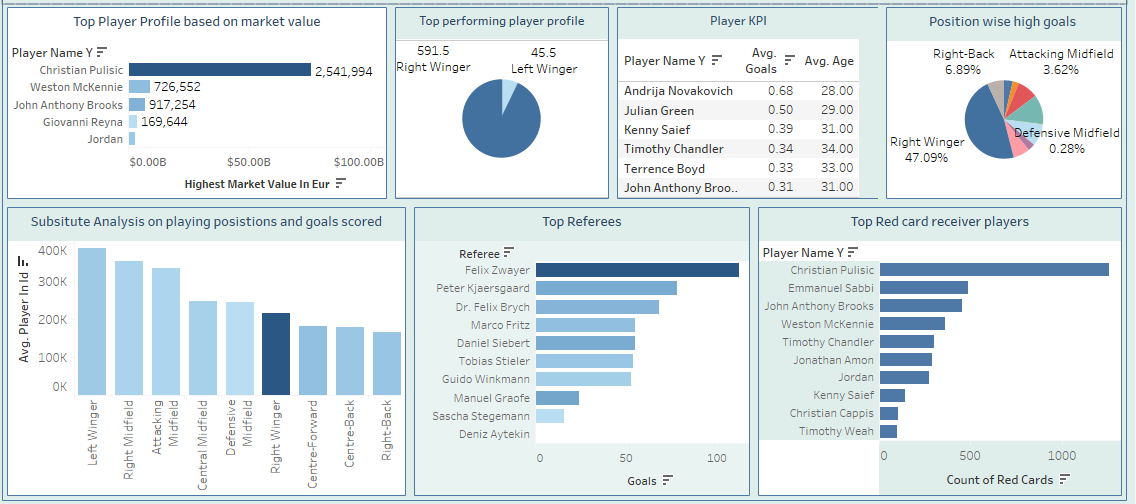 Top Player Profile based on market value
Player Name Y
Christian Pulisic 2,541,994
Weston McKennie 726,552
John Anthony Brooks 917,254
Giovanni Reyna 169,644
Jordan
$0.00B $50.00B $100.00B
Highest Market Value In Eur
Top performing player profile
591.5
Right Winger
45.5
Left Winger
Player KPI
Player Name Y Avg. Goals Avg. Age
Andrija Novakovich 0.68 28.00
Julian Green 0.50 29.00
Kenny Saief 0.39 31.00
Timothy Chandler 0.34 34.00
Terrence Boyd 0.33 33.00
John Anthony Broo.. 0.31 31.00
Position wise high goals
Right-Back
6.89%
Attacking Midfield
3.62%
Defensive Midfield
0.28%
Right Winger
47.09%
Subsitute Analysis on playing posistions and goals scored
Avg. Player In Id
400K
300K
200K
100K
0K
Left Winger
Right Midfield
Attacking Midfield
Central Midfield
Defensive Midfield
Right Winger
Centre-Forward
Centre-Back
Right-Back
Top Referees
Referee
Felix Zwayer
Peter Kjaersgaard
Dr. Felix Brych
Marco Fritz
Daniel Siebert
Tobias Stieler
Guido Winkmann
Manuel Graofe
Sascha Stegemann
Deniz Aytekin
0 50 100
Goals
Top Red card receiver players
Player Name Y
Christian Pulisic
Emmanuel Sabbi
John Anthony Brooks
Weston McKennie
Timothy Chandler
Jonathan Amon
Jordan
Kenny Saief
Christian Cappis
Timothy Weah
0 500 1000
Count of Red Cards